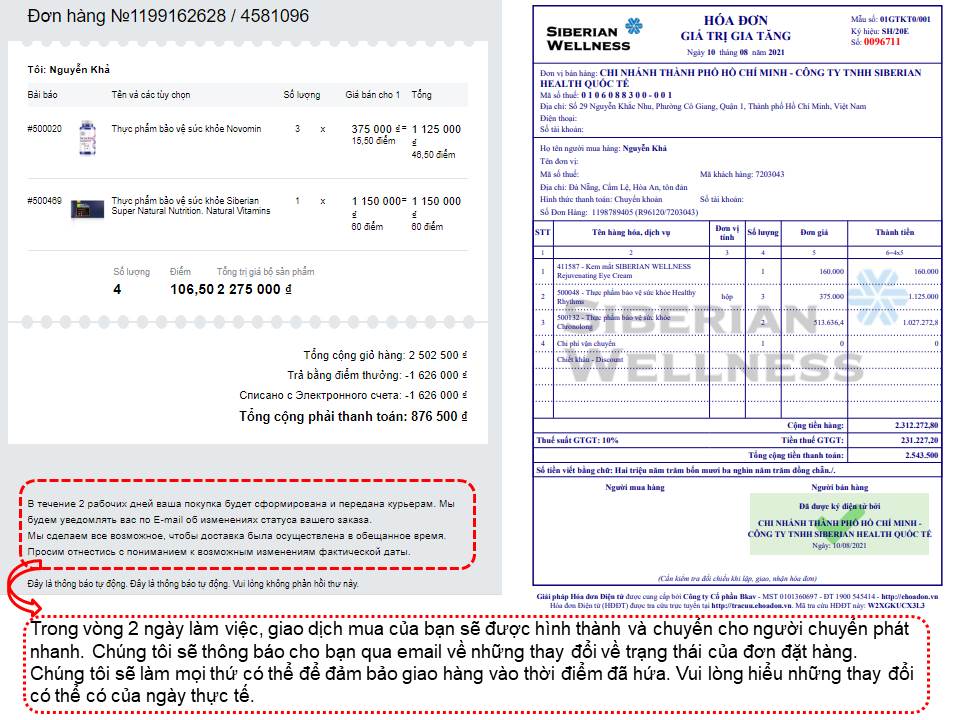 Đơn hàng №1199162628 / 4581096
Tôi: Nguyễn Khả
Bài báo Tên và các tùy chọn Số lượng Giá bán cho 1 Tổng
#500020 Thực phẩm bảo vệ sức khỏe Novomin 3 x 375 000 ₫= 1 125 000 ₫
15,50 điểm 46,50 điểm
#500469 Thực phẩm bảo vệ sức khỏe Siberian Super Natural Nutrition. Natural Vitamins 1 x 1 150 000= 1 150 000
₫ ₫
60 điểm 60 điểm
Số lượng Điểm Tổng trị giá bỏ sản phẩm
4 106,50 2 275 000 ₫
Tổng cộng giỏ hàng: 2 502 500 ₫
Trả bằng điểm thưởng: -1 626 000 ₫
Списано с Электронного счета: -1 626 000 ₫
Tổng cộng phải thanh toán: 876 500 ₫
В течение 2 рабочих дней ваша покупка будет сформирована и передана курьерам. Мы
будем уведомлять вас по E-mail об изменениях статуса вашего заказа.
Мы сделаем все возможное, чтобы доставка была осуществлена в обещанное время.
Просим отнестись с пониманием к возможным изменениям фактической даты.
Đây là thông báo tự động. Đây là thông báo tự động. Vui lòng không phản hồi thư này.
SIBERIAN WELLNESS
HÓA ĐƠN
GIÁ TRỊ GIA TĂNG
Ngày 10 tháng 08 năm 2021
Mẫu số: 01GTKT0/001
Ký hiệu: SH/20E
Số: 0096711
Đơn vị bán hàng: CHI NHÁNH THÀNH PHỐ HỒ CHÍ MINH - CÔNG TY TNHH SIBERIAN
HEALTH QUỐC TẾ
Mã số thuế: 0 1 0 6 0 8 8 3 0 0 - 0 0 1
Địa chỉ: Số 29 Nguyễn Khắc Nhu, Phường Cô Giang, Quận 1, Thành phố Hồ Chí Minh, Việt Nam
Điện thoại:
Số tài khoản:
Họ tên người mua hàng: Nguyễn Khả
Tên đơn vị:
Mã số thuế: Mã khách hàng: 7203043
Địa chỉ: Đà Nẵng, Cẩm Lệ, Hòa An, tôn đản
Hình thức thanh toán: Chuyển khoản Số tài khoản:
Số Đơn Hàng: 1198789405 (R96120/7203043)
STT Tên hàng hóa, dịch vụ Đơn vị tính Số lượng Đơn giá Thành tiền
1 2 3 4 5 6=4x5
1 411587 - Kem mắt SIBERIAN WELLNESS Rejuvenating Eye Cream 1 160.000 160.000
2 500048 - Thực phẩm bảo vệ sức khỏe Healthy Rhythms hộp 3 375.000 1.125.000
3 500132 - Thực phẩm bảo vệ sức khỏe Chronolong 2 513.636,4 1.027.272,8
4 Chi phí vận chuyển 1 0 0
Chiết khấu - Discount
SIBERIAN
WELLNESS
Cộng tiền hàng: 2.312.272,80
Thuế suất GTGT: 10% Tiền thuế GTGT: 231.227,20
Tổng cộng tiền thanh toán: 2.543.500
Số tiền viết bằng chữ: Hai triệu năm trăm bốn mươi ba nghìn năm trăm đồng chẵn./.
Người mua hàng Người bán hàng
Đã được ký điện tử bởi
CHI NHÁNH THÀNH PHỐ HỒ CHÍ MINH -
CÔNG TY TNHH SIBERIAN HEALTH QUỐC TẾ
Ngày: 10/08/2021
(Cần kiểm tra đối chiếu khi lập, giao, nhận hóa đơn)
Giải pháp Hóa đơn Điện tử được cung cấp bởi Công ty Cổ phần Bkav - MST 0101360697 - ĐT 1900 545414 - http://ehoadon.vn
Hóa đơn Điện tử (HĐĐT) được tra cứu trực tuyến tại http://tracuu.ehoadon.vn. Mã tra cứu HĐĐT này: W2XGKUCX3L3
Trong vòng 2 ngày làm việc, giao dịch mua của bạn sẽ được hình thành và chuyển cho người chuyển phát
nhanh. Chúng tôi sẽ thông báo cho bạn qua email về những thay đổi về trạng thái của đơn đặt hàng.
Chúng tôi sẽ làm mọi thứ có thể để đảm bảo giao hàng vào thời điểm đã hứa. Vui lòng hiểu những thay đổi
có thể có của ngày thực tế.